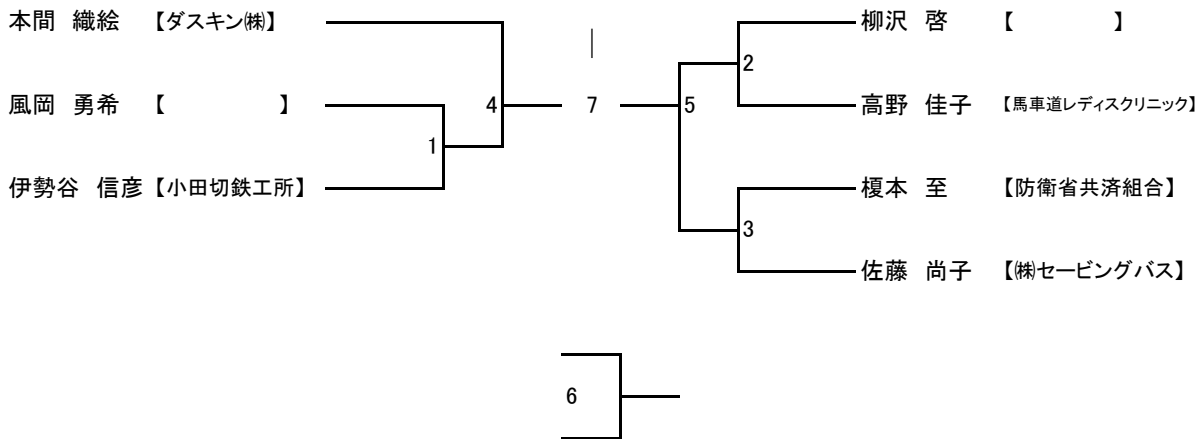 本間 織絵 【ダスキン㈱】
風岡 勇希 【 】
伊勢谷 信彦 【小田切鉄工所】
1
4
7
5
2
3
柳沢 啓 【 】
高野 佳子 【馬車道レディスクリニック】
榎本 至 【防衛省共済組合】
佐藤 尚子 【㈱セービングバス】
6